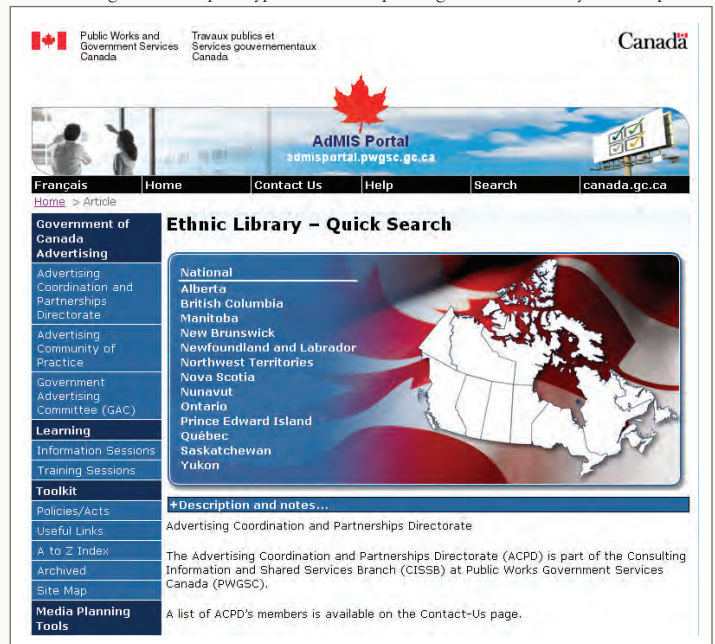 Public Works and
Government Services
Canada
Travaux publics et
Services gouvernementaux
Canada
Canada
AdMIS Portal
admisportal.pwgsc.gc.ca
Français Home Contact Us Help Search canada.gc.ca
Home > Article
Government of
Canada
Advertising
Advertising
Coordination and
Partnerships
Directorate
Advertising
Community of
Practice
Government
Advertising
Committee (GAC)
Learning
Information Sessions
Training Sessions
Toolkit
Policies/Acts
Useful Links
A to Z Index
Archived
Site Map
Media Planning
Tools
Ethnic Library – Quick Search
National
Alberta
British Columbia
Manitoba
New Brunswick
Newfoundland and Labrador
Northwest Territories
Nova Scotia
Nunavut
Ontario
Prince Edward Island
Québec
Saskatchewan
Yukon
+Description and notes...
Advertising Coordination and Partnerships Directorate
The Advertising Coordination and Partnerships Directorate (ACPD) is part of the Consulting
Information and Shared Services Branch (CISSB) at Public Works Government Services
Canada (PWGSC).
A list of ACPD's members is available on the Contact-Us page.